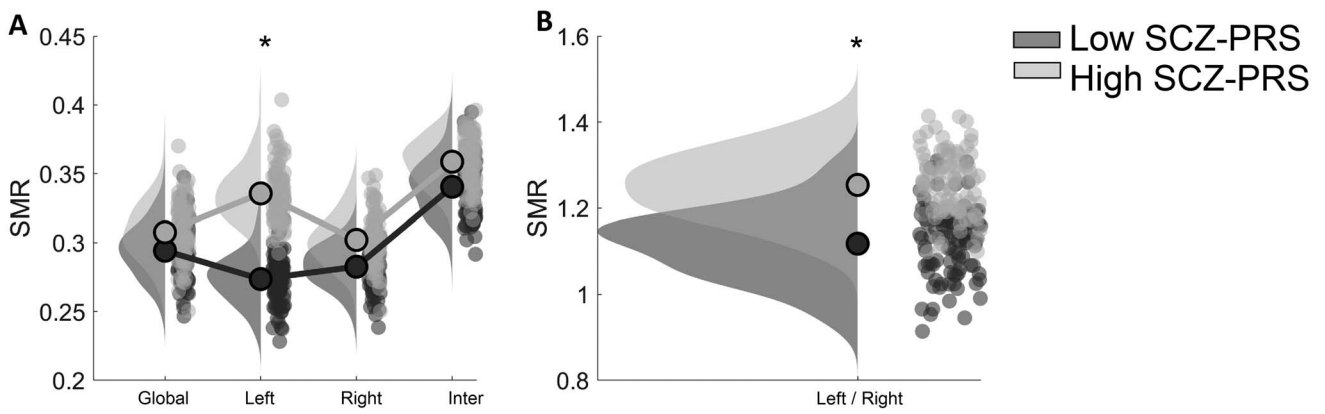 A
B
*
*
SMR
0.45
0.4
0.35
0.3
0.25
0.2
Global
Left
Right
Inter
SMR
1.6
1.4
1.2
1
0.8
Left / Right
Low SCZ-PRS
High SCZ-PRS